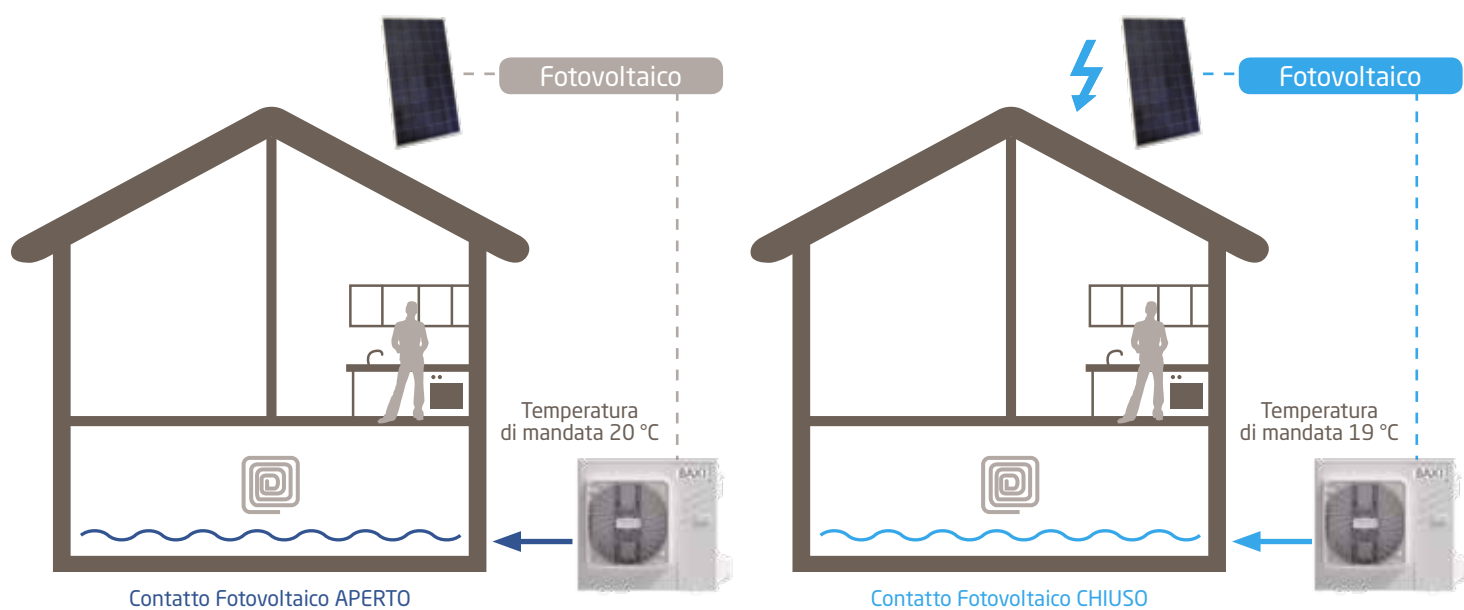 Fotovoltaico
Temperatura
di mandata 20 °C
BAXI
Contatto Fotovoltaico APERTO
Fotovoltaico
Temperatura
di mandata 19 °C
BAXI
Contatto Fotovoltaico CHIUSO